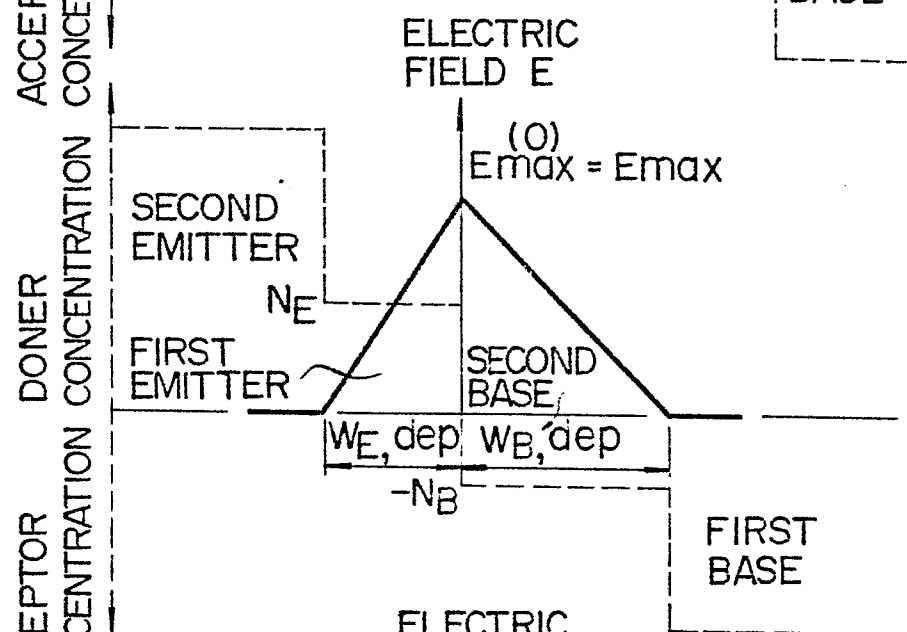 ACCEP
CONCE
BASE
ELECTRIC
FIELD E
(0)
Emax = Emax
DONER
CONCENTRATION
SECOND
EMITTER
NE
FIRST
EMITTER
SECOND
BASE
WE, dep WB, dep
-NB
EPTOR
CENTRATION
FIRST
BASE
ELECTRIC